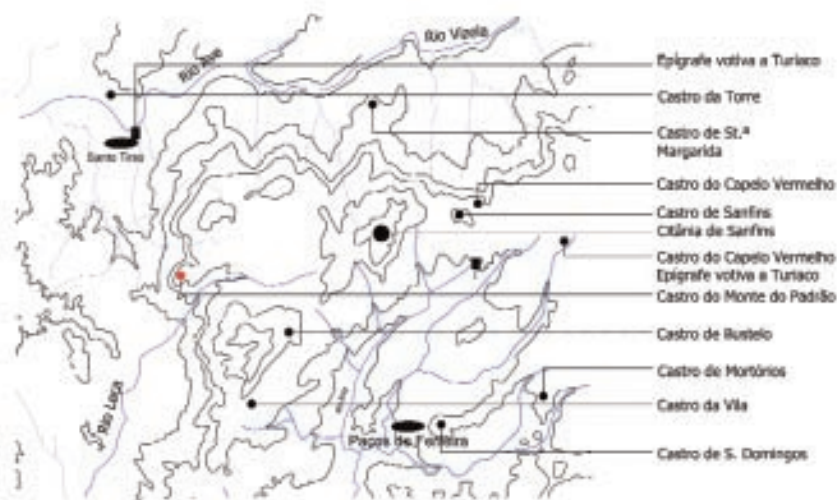 Rio Ave
Rio Vizela
Santo Tirso
Rio Leça
Paços de Ferreira
Epígrafe votiva a Turiaco
Castro da Torre
Castro de St.ª
Margarida
Castro do Capelo Vermelho
Castro de Sanfins
Citânia de Sanfins
Castro do Capelo Vermelho
Epígrafe votiva a Turiaco
Castro do Monte do Padrão
Castro de Bustelo
Castro de Mortórios
Castro da Vila
Castro de S. Domingos